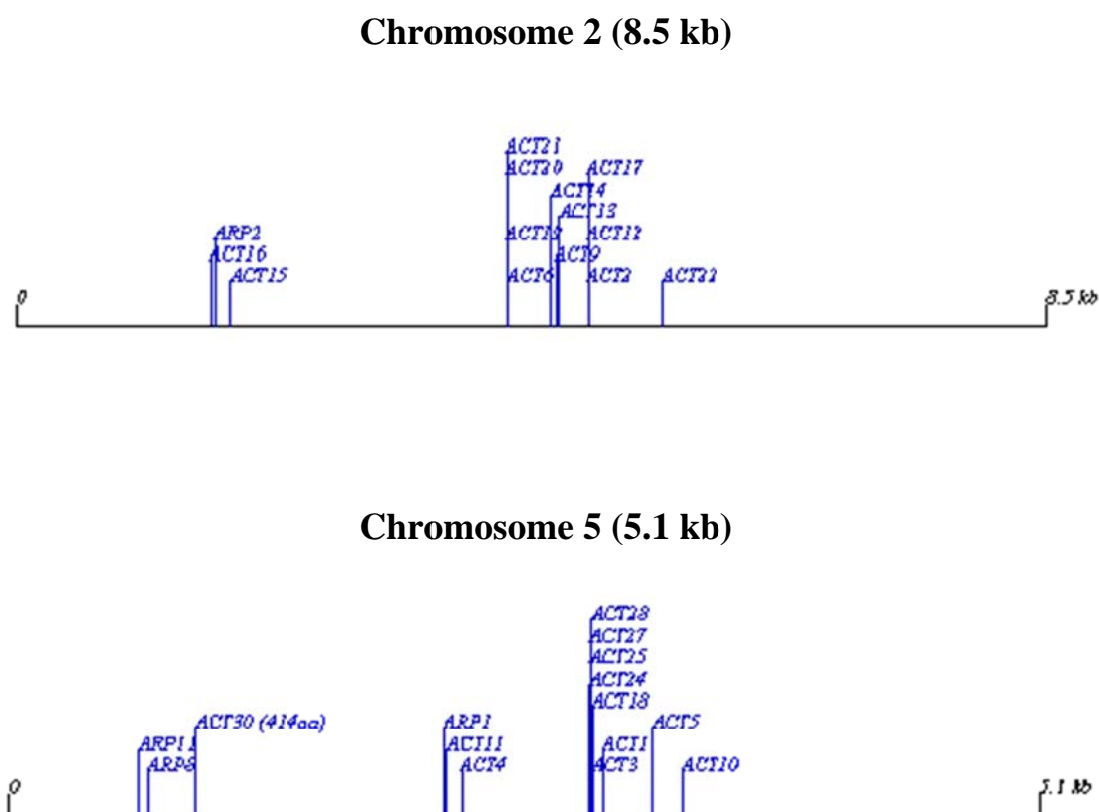 Chromosome 2 (8.5 kb)
ACT21
ACT20 ACT17
ACT14
ACT13
ARP2 ACT19 ACT12
ACT16 ACT9
ACT15 ACT6 ACT2 ACT22
0 8.5 kb
Chromosome 5 (5.1 kb)
ACT28
ACT27
ACT25
ACT24
ACT18
ACT30 (414aa) ARP1 ACT5
ARP11 ACT11 ACT1
ARP8 ACT4 ACT3 ACT10
0 5.1 kb